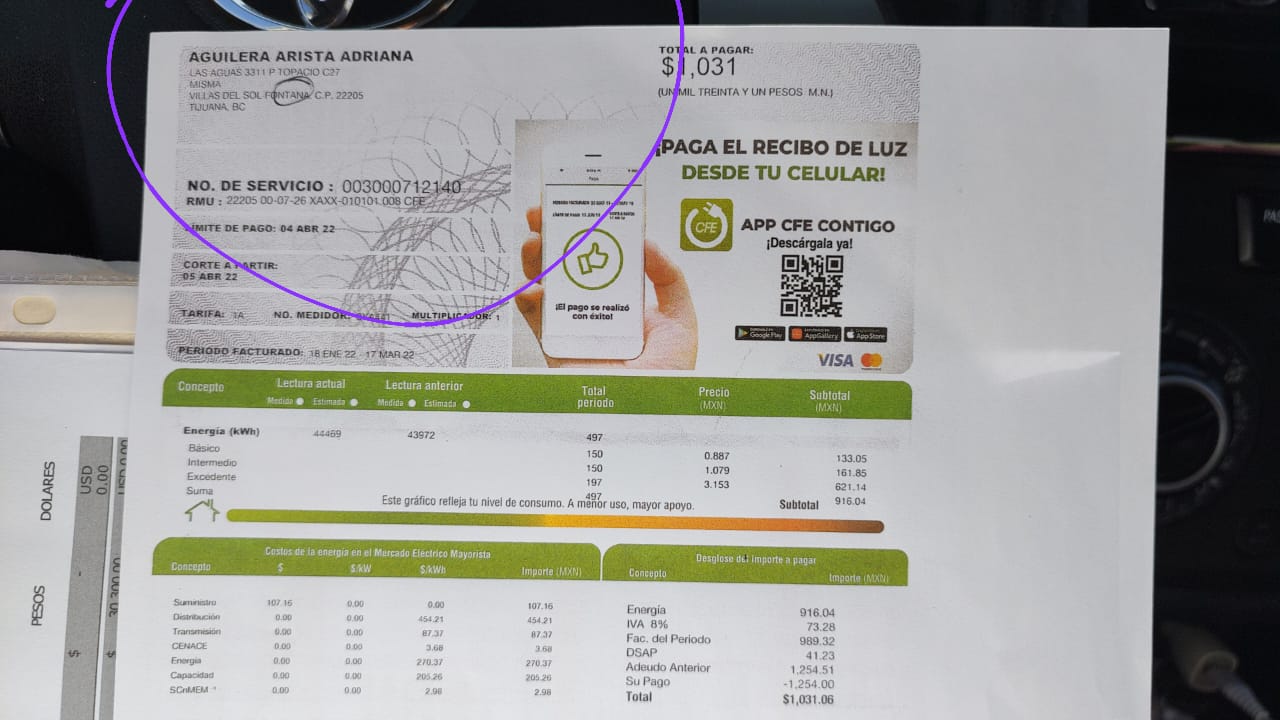 AGUILERA ARISTA ADRIANA
LAS AGUAS 3311 P TOPACIO C27
MISMA
VILLAS DEL SOL FONTANA, C.P. 22205
TIJUANA, BC
TOTAL A PAGAR:
$1,031
(UN MIL TREINTA Y UN PESOS M.N.)
NO. DE SERVICIO : 003000712140
RMU : 22205 00-07-26 XAXX-010101 008 CFE
LÍMITE DE PAGO: 04 ABR 22
CORTE A PARTIR:
05 ABR 22
TARIFA: 1A NO. MEDIDOR: MULTIPLICADOR: 1
PERIODO FACTURADO: 18 ENE 22 - 17 MAR 22
¡El pago se realizó
con éxito!
¡PAGA EL RECIBO DE LUZ
DESDE TU CELULAR!
CFE
APP CFE CONTIGO
¡Descárgala ya!
Google Play AppGallery App Store
VISA
Concepto Lectura actual Lectura anterior Total periodo Precio (MXN) Subtotal (MXN)
Medida Estimada Medida Estimada
Energía (kWh) 44469 43972 497
Básico 150 0.887 133.05
Intermedio 150 1.079 161.85
Excedente 197 3.153 621.14
Suma 497 Subtotal 916.04
Este gráfico refleja tu nivel de consumo. A menor uso, mayor apoyo.
Costos de la energía en el Mercado Eléctrico Mayorista
Concepto $ $/kW $/kWh Importe (MXN)
Suministro 107.16 0.00 0.00 107.16
Distribución 0.00 0.00 454.21 454.21
Transmisión 0.00 0.00 87.37 87.37
CENACE 0.00 0.00 3.68 3.68
Energía 0.00 0.00 270.37 270.37
Capacidad 0.00 0.00 205.26 205.26
SCnMEM 0.00 0.00 2.98 2.98
Desglose del importe a pagar
Concepto Importe (MXN)
Energía 916.04
IVA 8% 73.28
Fac. del Periodo 989.32
DSAP 41.23
Adeudo Anterior 1,254.51
Su Pago -1,254.00
Total $1,031.06
DOLARES
USD
0.00
USD 0.00
PESOS
$ -
$ 30,300.00